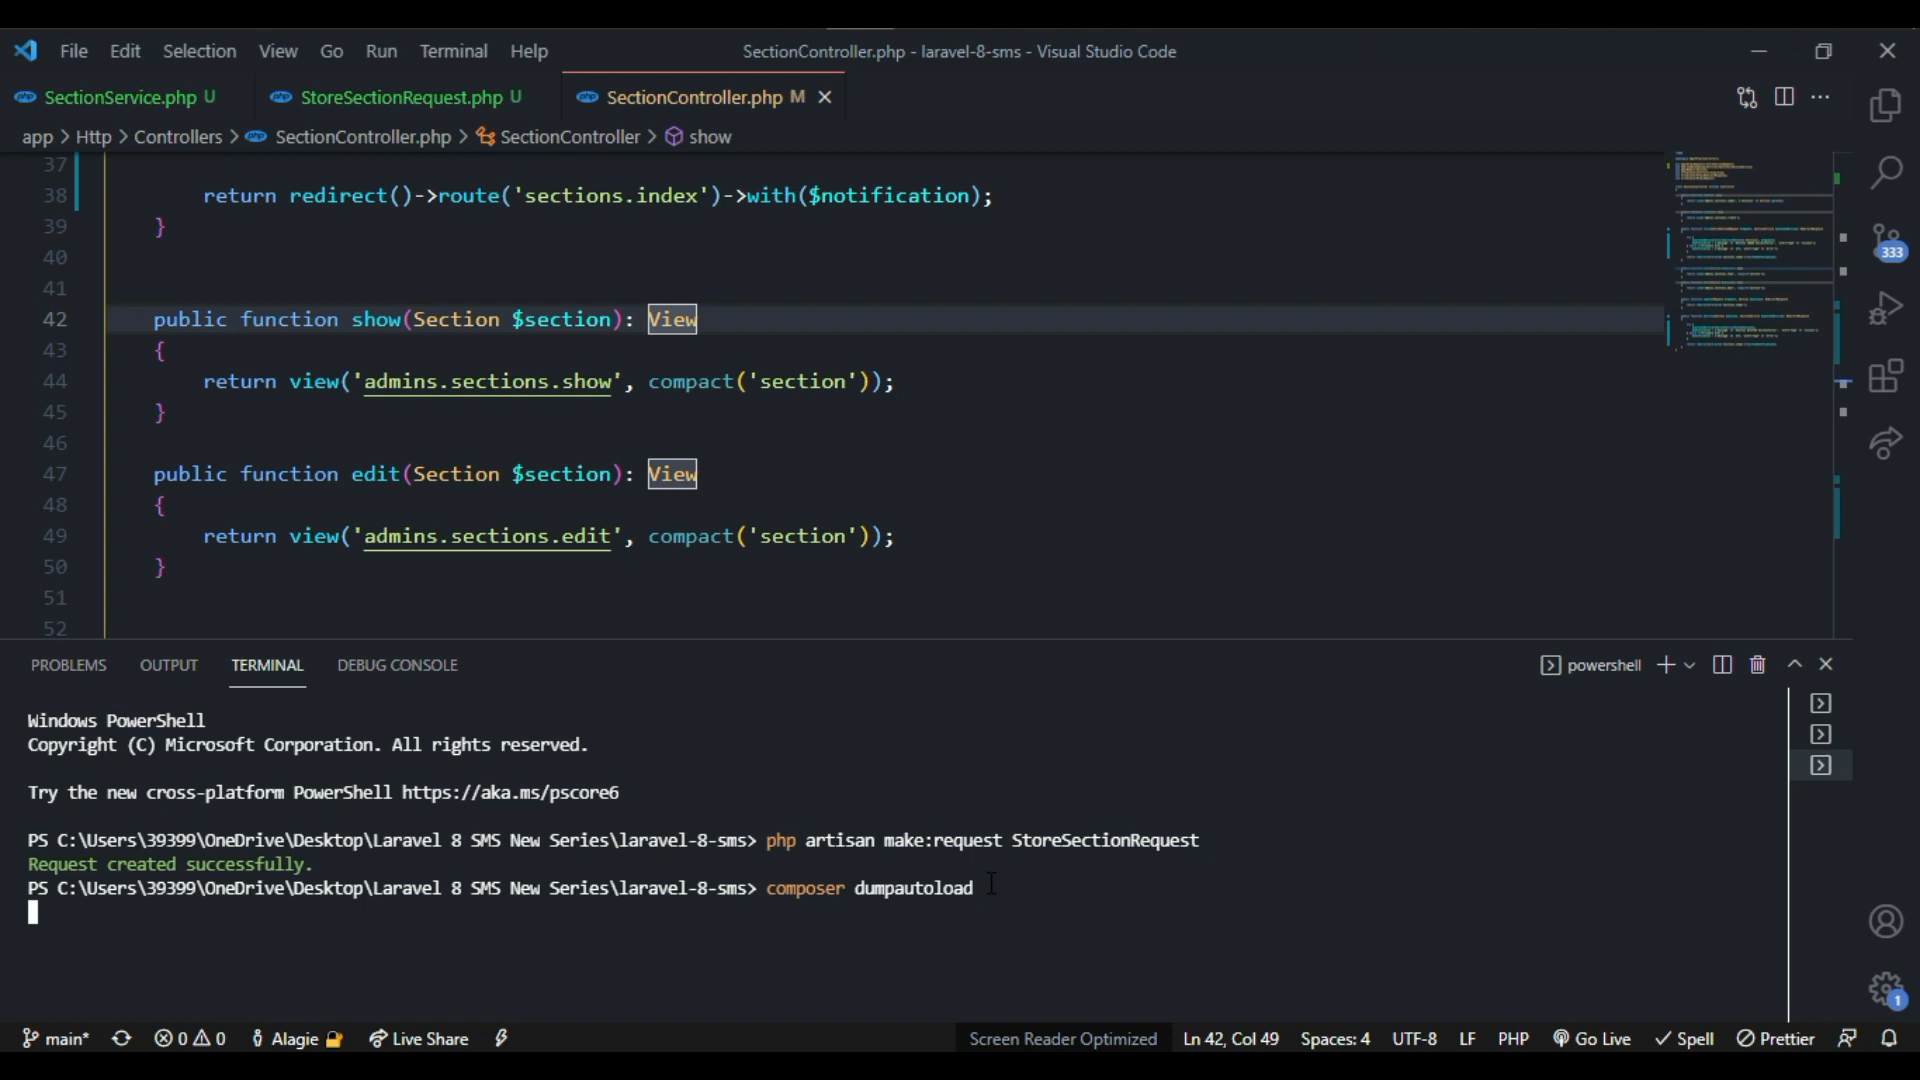 File Edit Selection View Go Run Terminal Help SectionController.php - laravel-8-sms - Visual Studio Code
SectionService.php U StoreSectionRequest.php U SectionController.php M
app > Http > Controllers > SectionController.php > SectionController > show
37
38 return redirect()->route('sections.index')->with($notification);
39 }
40
41
42 public function show(Section $section): View
43 {
44 return view('admins.sections.show', compact('section'));
45 }
46
47 public function edit(Section $section): View
48 {
49 return view('admins.sections.edit', compact('section'));
50 }
51
52
333
PROBLEMS OUTPUT TERMINAL DEBUG CONSOLE powershell
Windows PowerShell
Copyright (C) Microsoft Corporation. All rights reserved.
Try the new cross-platform PowerShell https://aka.ms/pscore6
PS C:\Users\39399\OneDrive\Desktop\Laravel 8 SMS New Series\laravel-8-sms> php artisan make:request StoreSectionRequest
Request created successfully.
PS C:\Users\39399\OneDrive\Desktop\Laravel 8 SMS New Series\laravel-8-sms> composer dumpautoload
1
main* 0 0 Alagie Live Share Screen Reader Optimized Ln 42, Col 49 Spaces: 4 UTF-8 LF PHP Go Live Spell Prettier